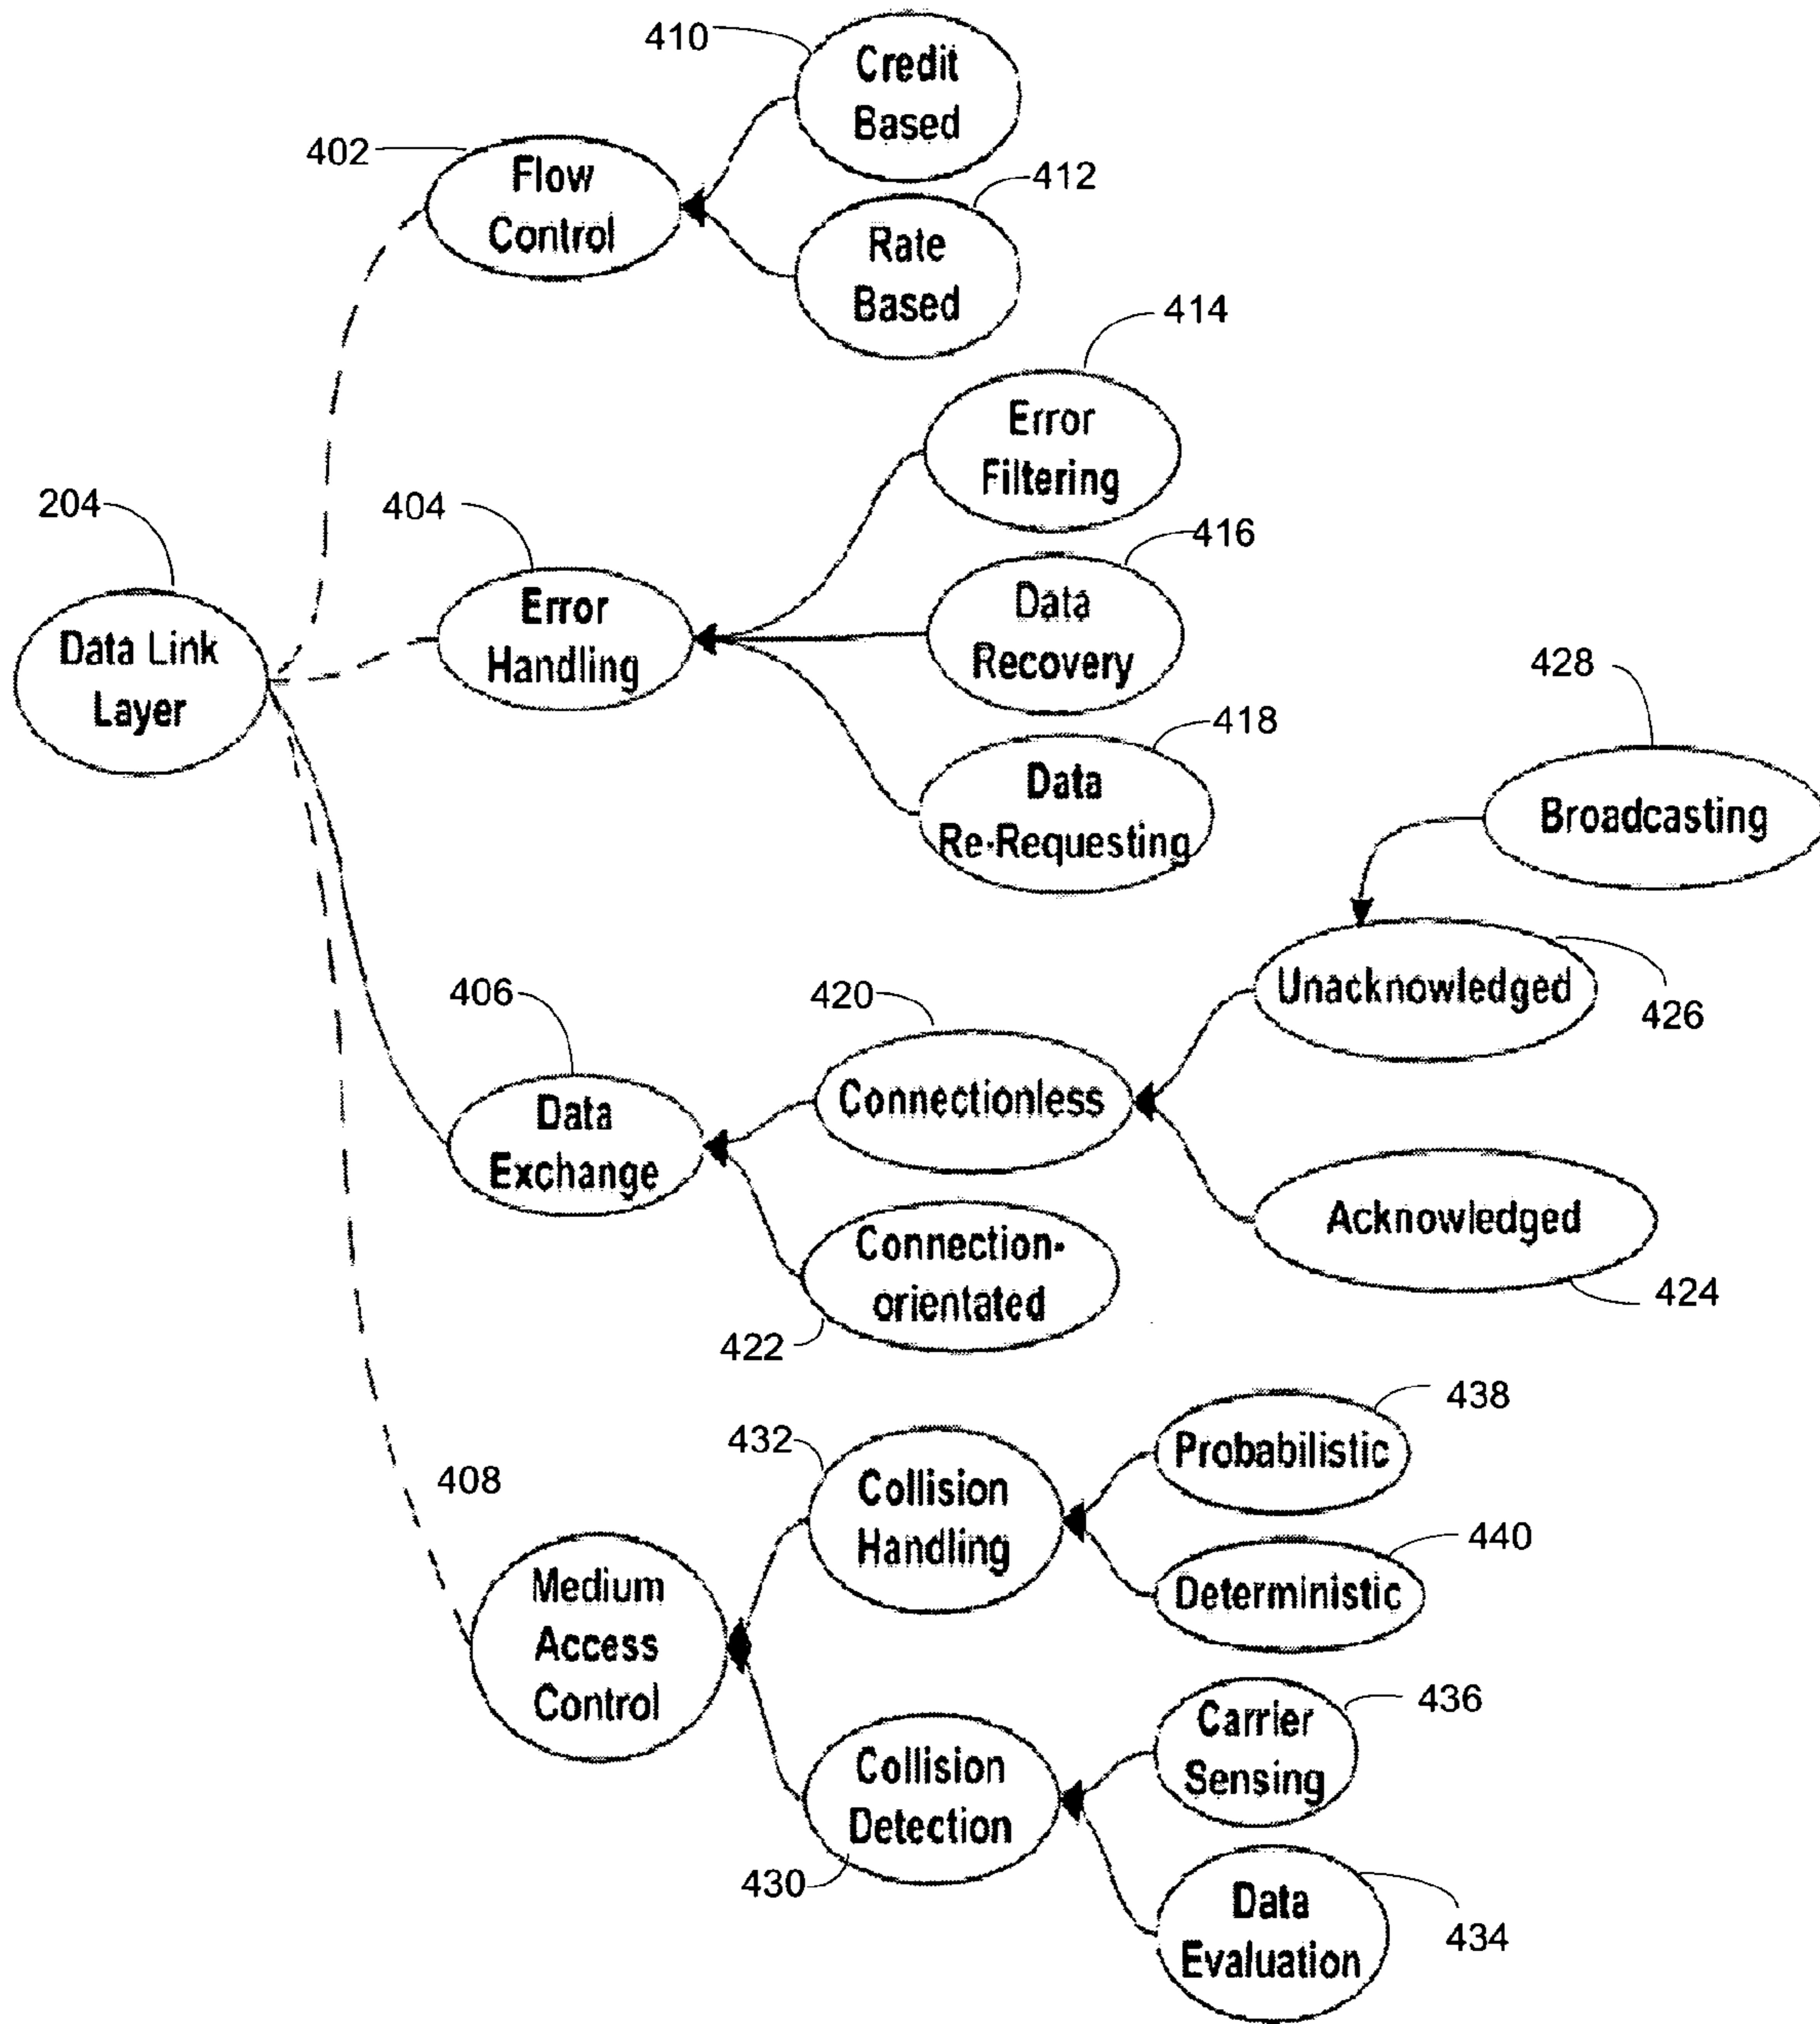 410
Credit
Based
402
Flow
Control
412
Rate
Based
414
Error
Filtering
204
Data Link
Layer
404
Error
Handling
416
Data
Recovery
418
Data
Re-Requesting
428
Broadcasting
406
Data
Exchange
420
Connectionless
Unacknowledged
426
Acknowledged
424
Connection-
orientated
422
408
Medium
Access
Control
432
Collision
Handling
438
Probabilistic
440
Deterministic
Collision
Detection
430
436
Carrier
Sensing
Data
Evaluation
434